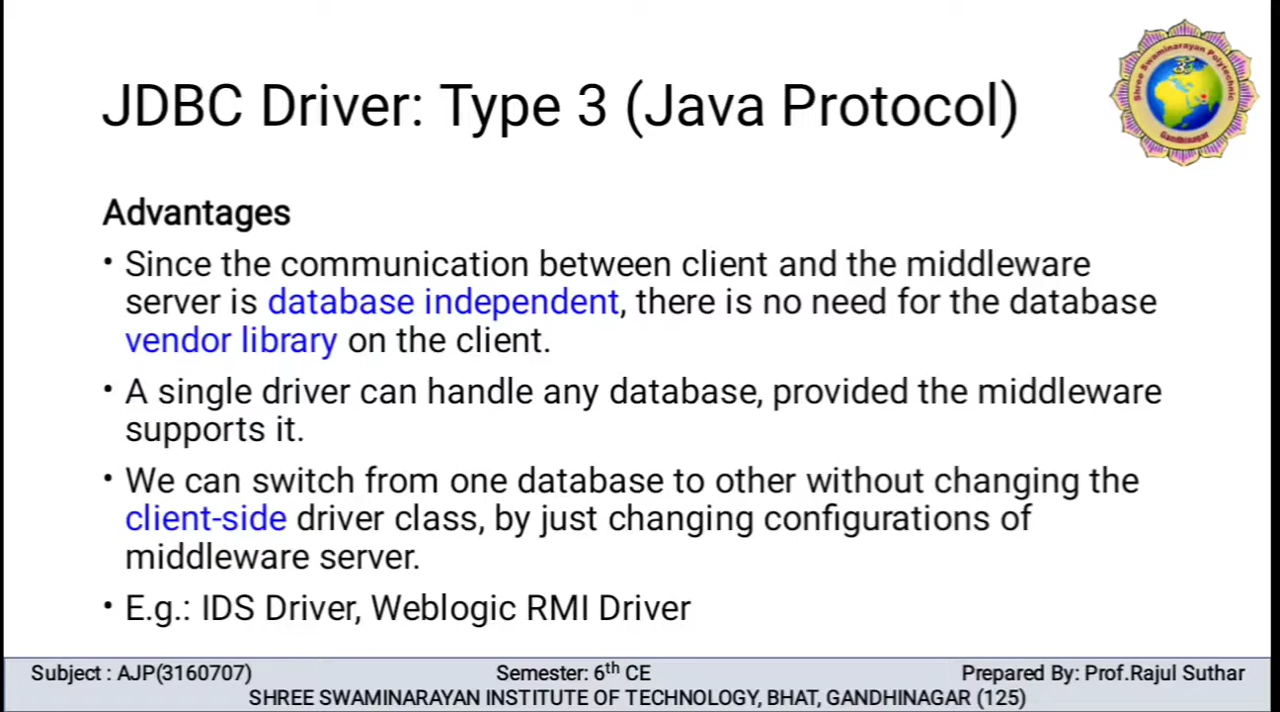 JDBC Driver: Type 3 (Java Protocol)
Shree Swaminarayan Polytechnic
ॐ
Gandhinagar
Advantages
• Since the communication between client and the middleware
server is database independent, there is no need for the database
vendor library on the client.
• A single driver can handle any database, provided the middleware
supports it.
• We can switch from one database to other without changing the
client-side driver class, by just changing configurations of
middleware server.
• E.g.: IDS Driver, Weblogic RMI Driver
Subject : AJP(3160707) Semester: 6th CE Prepared By: Prof.Rajul Suthar
SHREE SWAMINARAYAN INSTITUTE OF TECHNOLOGY, BHAT, GANDHINAGAR (125)